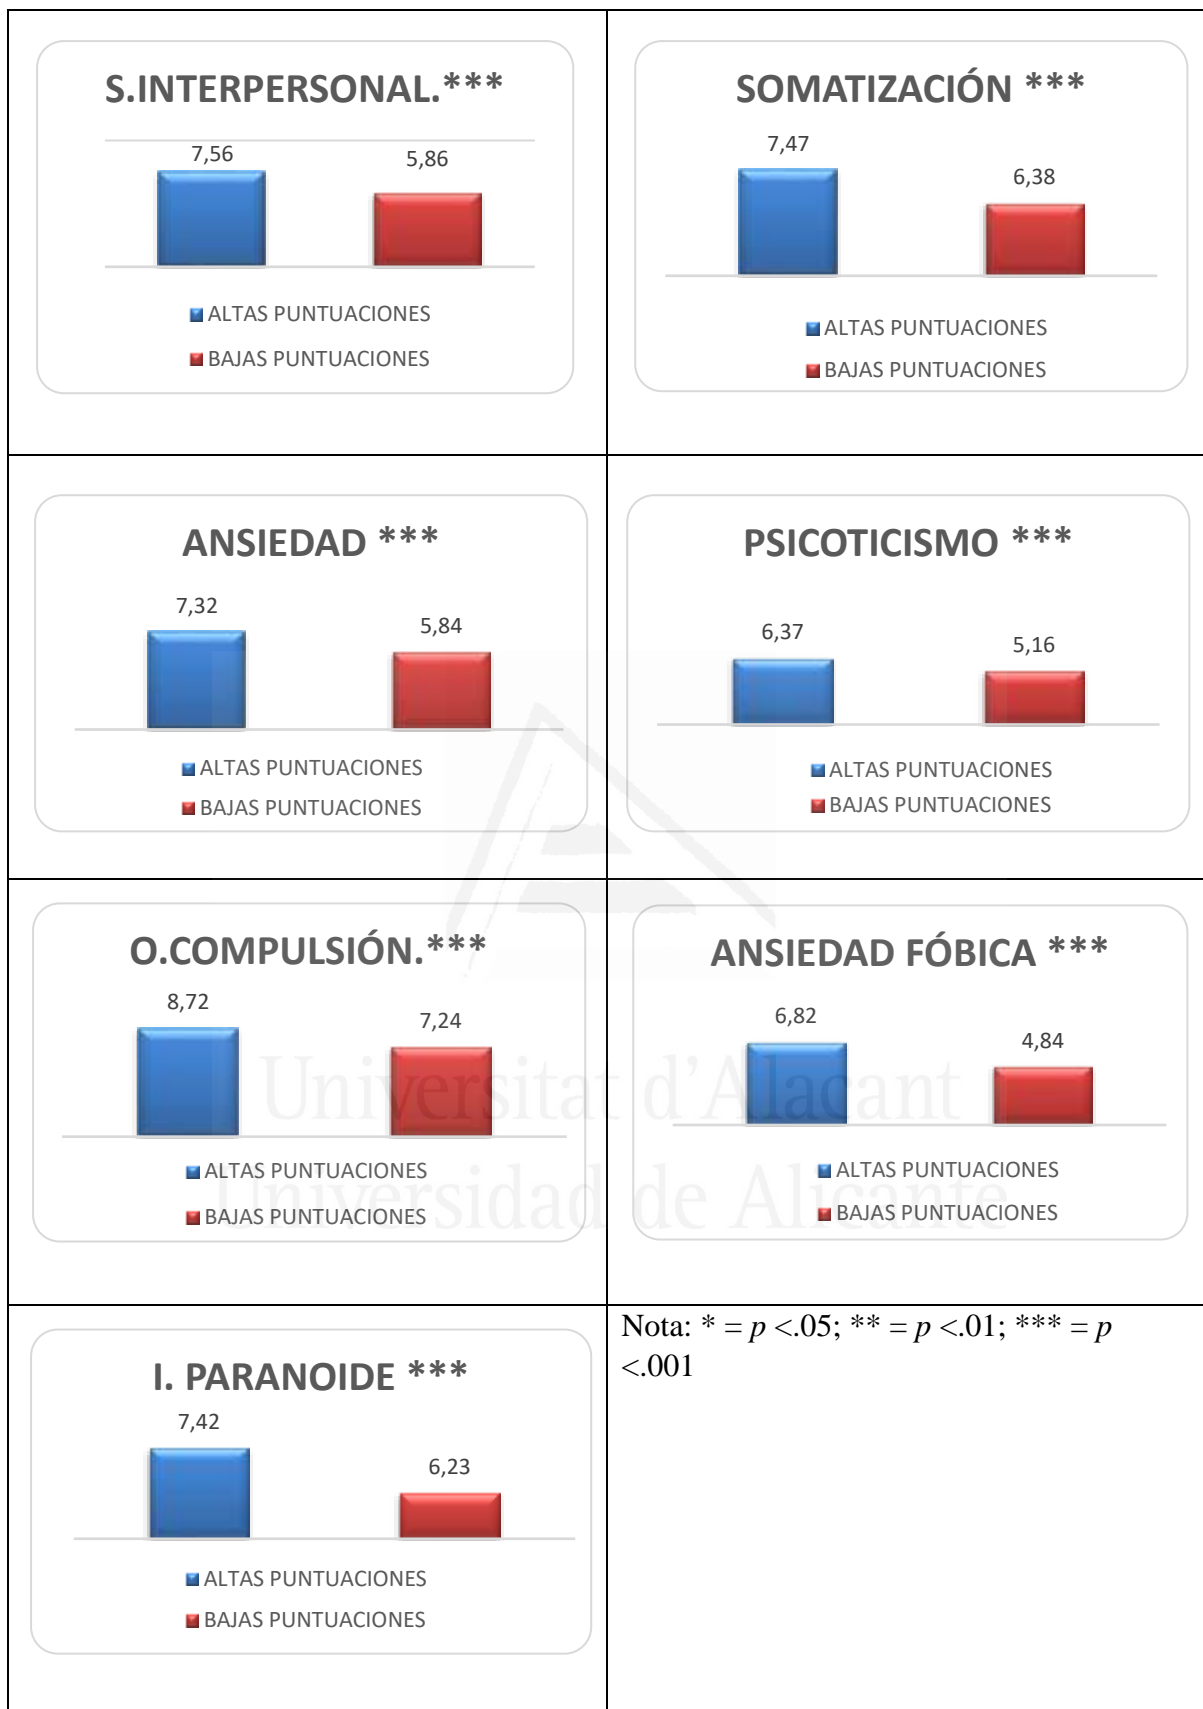 S.INTERPERSONAL.***
7,56
5,86
ALTAS PUNTUACIONES
BAJAS PUNTUACIONES
SOMATIZACIÓN ***
7,47
6,38
ALTAS PUNTUACIONES
BAJAS PUNTUACIONES
ANSIEDAD ***
7,32
5,84
ALTAS PUNTUACIONES
BAJAS PUNTUACIONES
PSICOTICISMO ***
6,37
5,16
ALTAS PUNTUACIONES
BAJAS PUNTUACIONES
O.COMPULSIÓN.***
8,72
7,24
ALTAS PUNTUACIONES
BAJAS PUNTUACIONES
ANSIEDAD FÓBICA ***
6,82
4,84
ALTAS PUNTUACIONES
BAJAS PUNTUACIONES
Universitat d'Alacant
Universidad de Alicante
I. PARANOIDE ***
7,42
6,23
ALTAS PUNTUACIONES
BAJAS PUNTUACIONES
Nota: * = p <.05; ** = p <.01; *** = p
<.001